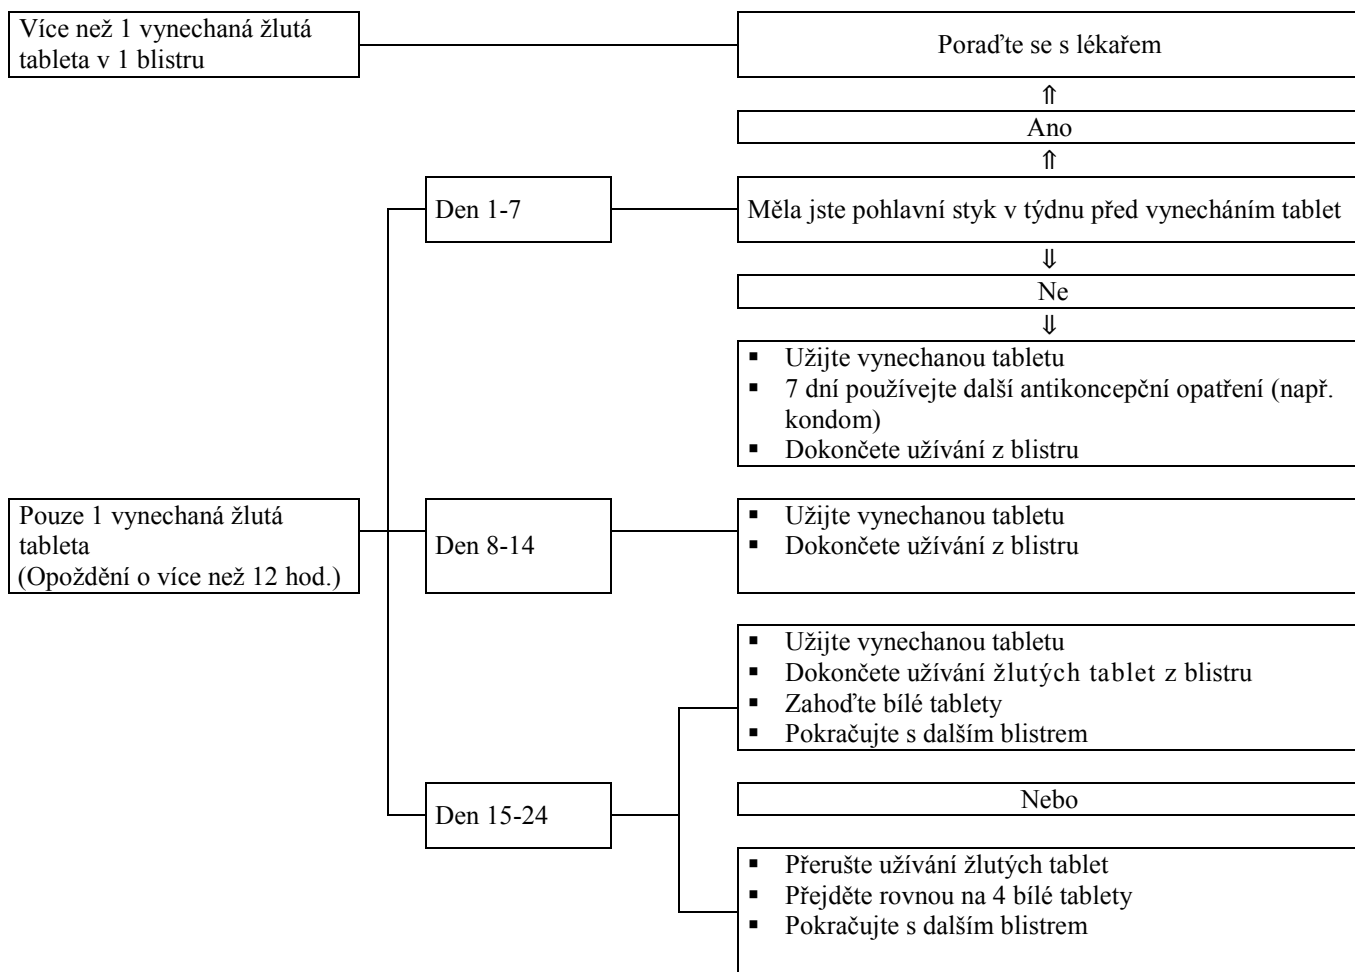 Více než 1 vynechaná žlutá
tableta v 1 blistru
Poraďte se s lékařem
⇑
Ano
⇑
Den 1-7
Měla jste pohlavní styk v týdnu před vynecháním tablet
⇓
Ne
⇓
▪ Užijte vynechanou tabletu
▪ 7 dní používejte další antikoncepční opatření (např.
kondom)
▪ Dokončete užívání z blistru
Pouze 1 vynechaná žlutá
tableta
(Opoždění o více než 12 hod.)
Den 8-14
▪ Užijte vynechanou tabletu
▪ Dokončete užívání z blistru
▪ Užijte vynechanou tabletu
▪ Dokončete užívání žlutých tablet z blistru
▪ Zahoďte bílé tablety
▪ Pokračujte s dalším blistrem
Den 15-24
Nebo
▪ Přerušte užívání žlutých tablet
▪ Přejděte rovnou na 4 bílé tablety
▪ Pokračujte s dalším blistrem